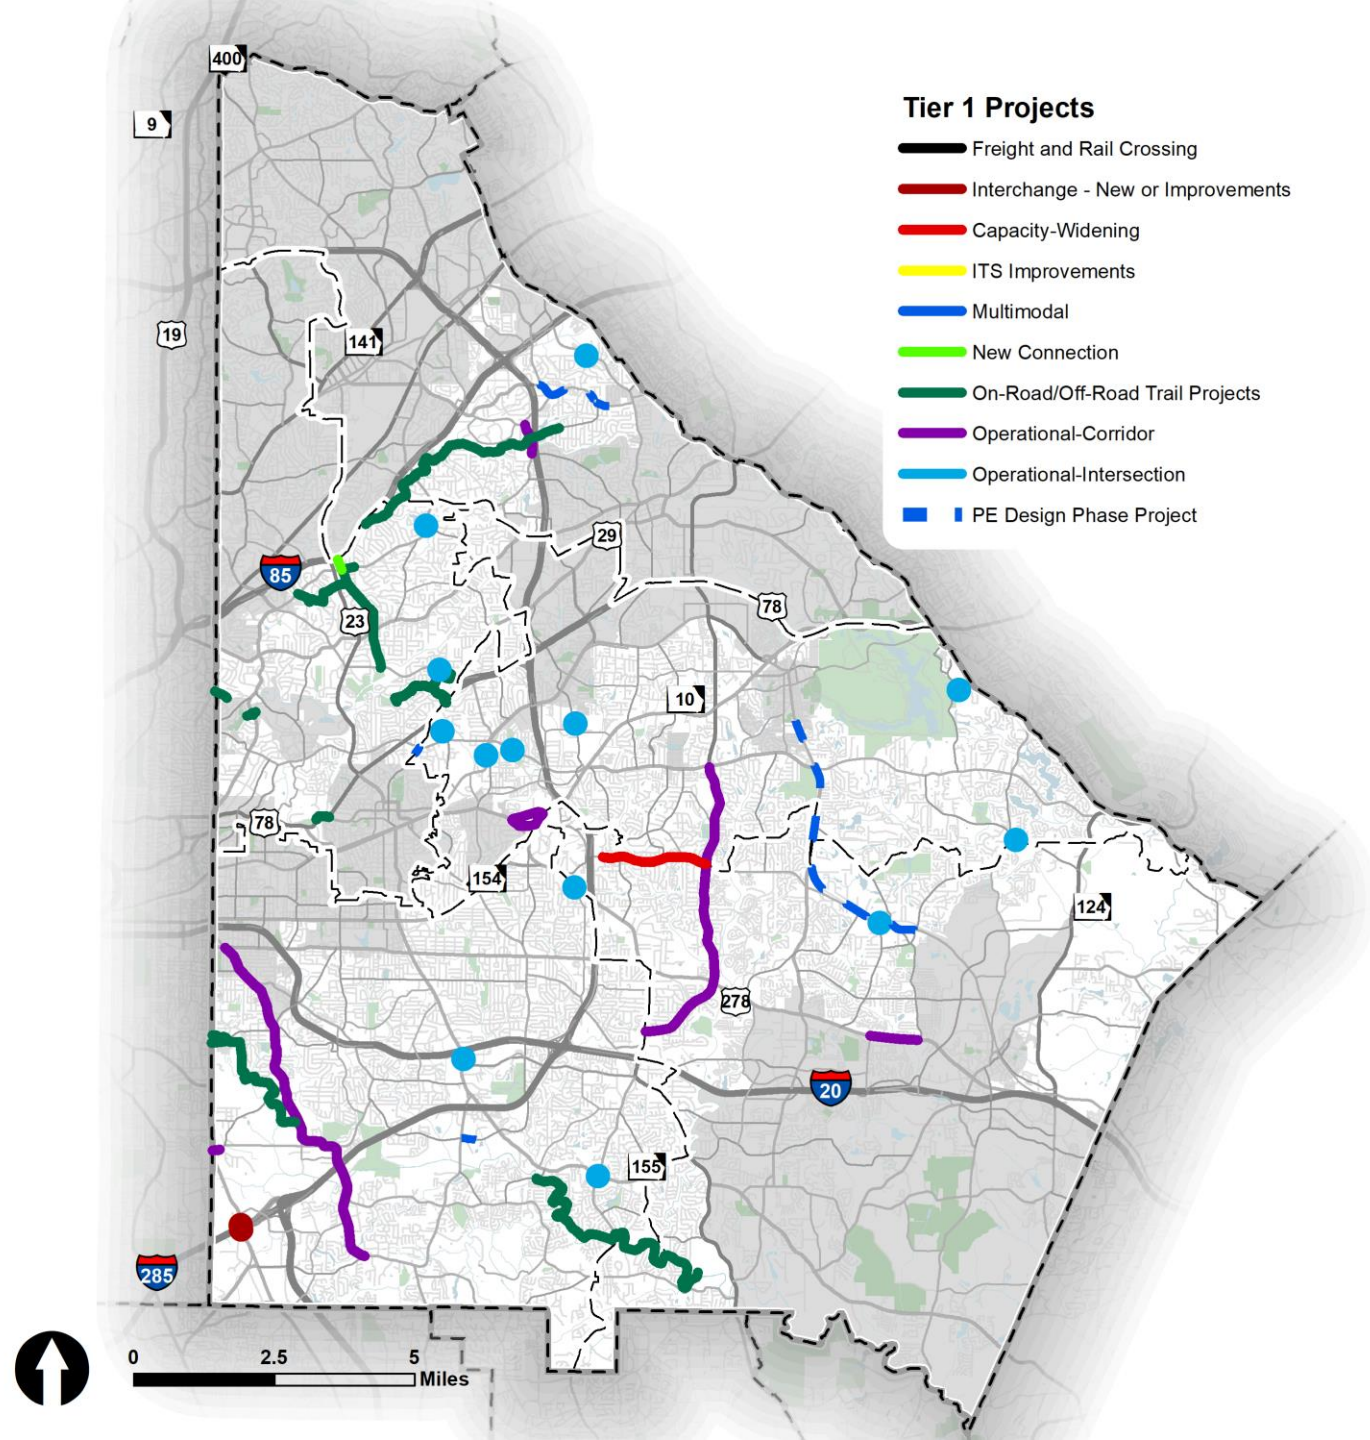 400
9
Tier 1 Projects
Freight and Rail Crossing
Interchange - New or Improvements
Capacity-Widening
ITS Improvements
Multimodal
New Connection
On-Road/Off-Road Trail Projects
Operational-Corridor
Operational-Intersection
PE Design Phase Project
19
141
29
85
23
78
10
78
154
124
278
20
155
285
0 2.5 5
Miles